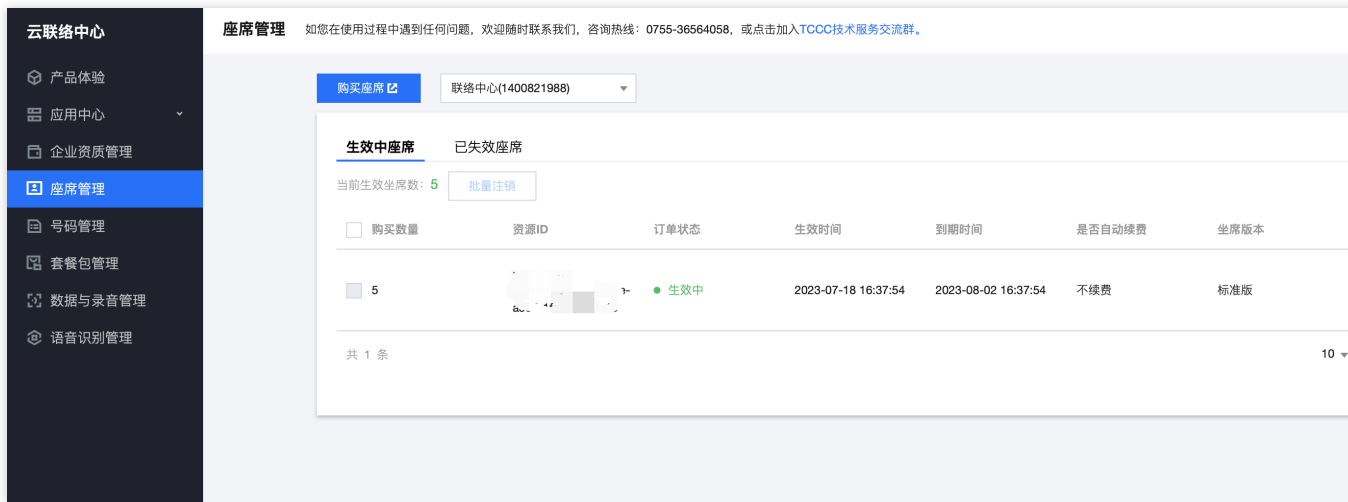 云联络中心
座席管理 如您在使用过程中遇到任何问题，欢迎随时联系我们，咨询热线：0755-36564058，或点击加入TCCC技术服务交流群。
产品体验
应用中心
企业资质管理
座席管理
号码管理
套餐包管理
数据与录音管理
语音识别管理
购买座席 联络中心(1400821988)
生效中座席 已失效座席
当前生效坐席数：5 批量注销
购买数量 资源ID 订单状态 生效时间 到期时间 是否自动续费 坐席版本
5 生效中 2023-07-18 16:37:54 2023-08-02 16:37:54 不续费 标准版
共 1 条 10